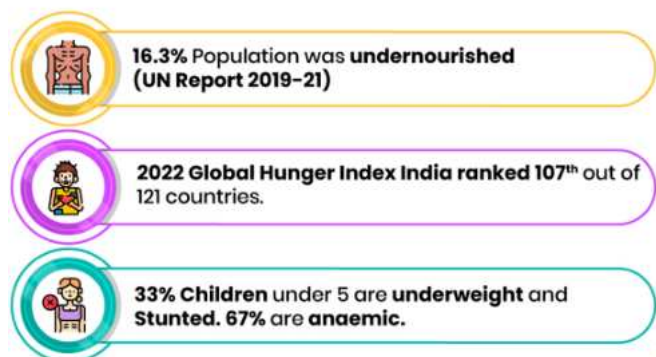 16.3% Population was undernourished
(UN Report 2019-21)
2022 Global Hunger Index India ranked 107th out of
121 countries.
33% Children under 5 are underweight and
Stunted. 67% are anaemic.